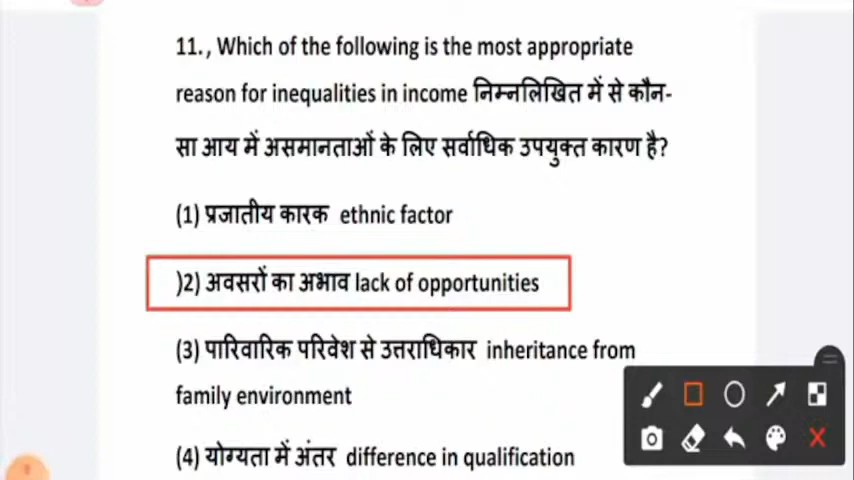 11., Which of the following is the most appropriate
reason for inequalities in income निम्नलिखित में से कौन-
सा आय में असमानताओं के लिए सर्वाधिक उपयुक्त कारण है?
(1) प्रजातीय कारक ethnic factor
)2) अवसरों का अभाव lack of opportunities
(3) पारिवारिक परिवेश से उत्तराधिकार inheritance from
family environment
(4) योग्यता में अंतर difference in qualification